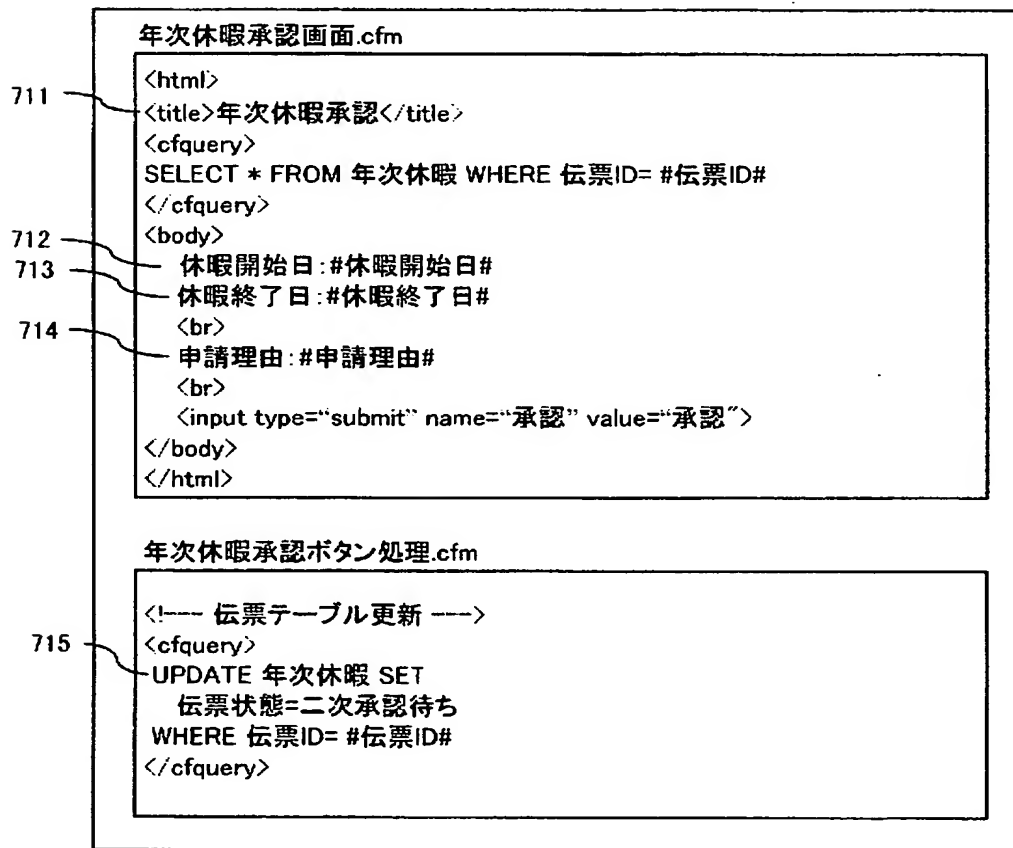 年次休暇承認画面.cfm
<html>
711
<title>年次休暇承認</title>
<cfquery>
SELECT * FROM 年次休暇 WHERE 伝票ID= #伝票ID#
</cfquery>
<body>
712
休暇開始日:#休暇開始日#
713
休暇終了日:#休暇終了日#
<br>
714
申請理由:#申請理由#
<br>
<input type="submit" name="承認" value="承認">
</body>
</html>
年次休暇承認ボタン処理.cfm
<!--- 伝票テーブル更新 --->
<cfquery>
715
UPDATE 年次休暇 SET
伝票状態=二次承認待ち
WHERE 伝票ID= #伝票ID#
</cfquery>